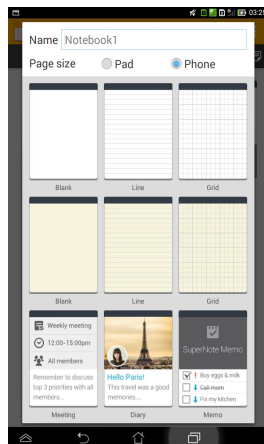 03:25
Name Notebook1
Page size Pad Phone
Blank Line Grid
Blank Line Grid
Weekly meeting
12:00-15:00pm
All members
Remember to discuss
top 3 priorities with all
members...
Meeting
Hello Paris!
This travel was a good
memories...
Diary
SuperNote Memo
Buy eggs & milk
Call mom
Fix my kitchen
Memo